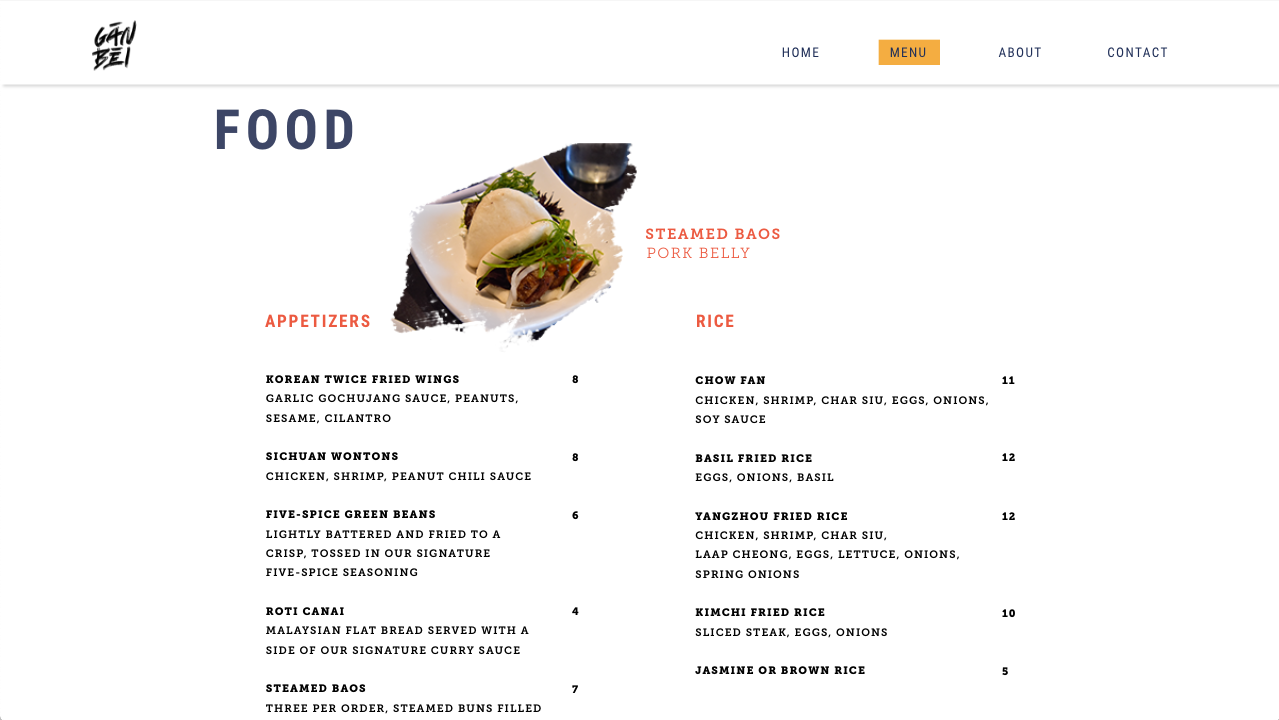 GĀN
BĒI
HOME
MENU
ABOUT
CONTACT
FOOD
STEAMED BAOS
PORK BELLY
APPETIZERS
KOREAN TWICE FRIED WINGS 8
GARLIC GOCHUJANG SAUCE, PEANUTS,
SESAME, CILANTRO
SICHUAN WONTONS 8
CHICKEN, SHRIMP, PEANUT CHILI SAUCE
FIVE-SPICE GREEN BEANS 6
LIGHTLY BATTERED AND FRIED TO A
CRISP, TOSSED IN OUR SIGNATURE
FIVE-SPICE SEASONING
ROTI CANAI 4
MALAYSIAN FLAT BREAD SERVED WITH A
SIDE OF OUR SIGNATURE CURRY SAUCE
STEAMED BAOS 7
THREE PER ORDER, STEAMED BUNS FILLED
RICE
CHOW FAN 11
CHICKEN, SHRIMP, CHAR SIU, EGGS, ONIONS,
SOY SAUCE
BASIL FRIED RICE 12
EGGS, ONIONS, BASIL
YANGZHOU FRIED RICE 12
CHICKEN, SHRIMP, CHAR SIU,
LAAP CHEONG, EGGS, LETTUCE, ONIONS,
SPRING ONIONS
KIMCHI FRIED RICE 10
SLICED STEAK, EGGS, ONIONS
JASMINE OR BROWN RICE 5